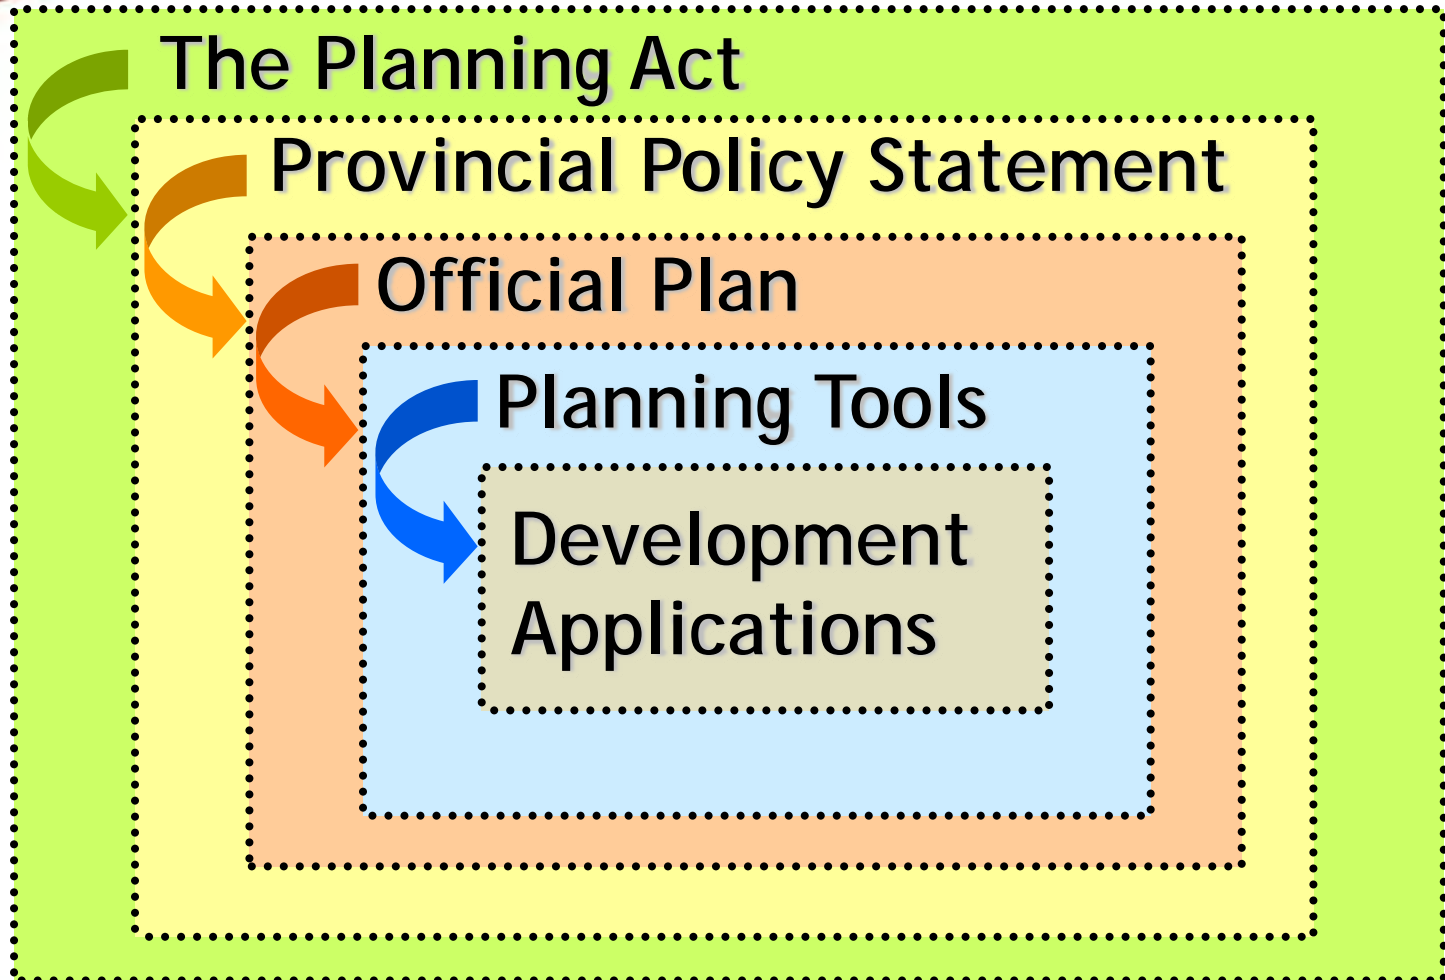 The Planning Act
Provincial Policy Statement
Official Plan
Planning Tools
Development
Applications